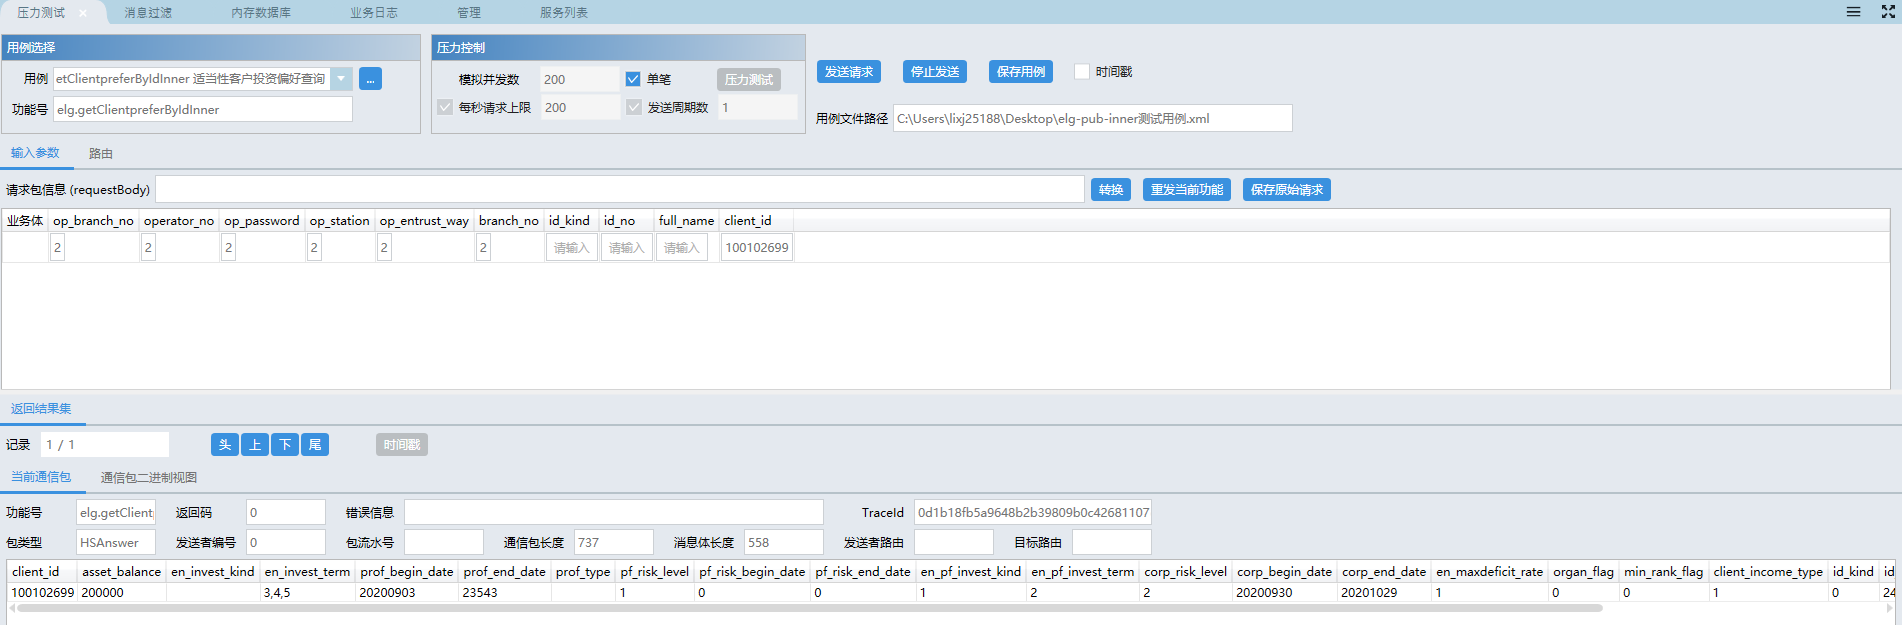 压力测试 × 消息过滤 内存数据库 业务日志 管理 服务列表
用例选择 压力控制
用例 etClientpreferByIdInner 适当性客户投资偏好查询 ... 模拟并发数 200 单笔 压力测试 发送请求 停止发送 保存用例 时间戳
功能号 elg.getClientpreferByIdInner 每秒请求上限 200 发送周期数 1
用例文件路径 C:\Users\lixj25188\Desktop\elg-pub-inner测试用例.xml
输入参数 路由
请求包信息 (requestBody) 转换 重发当前功能 保存原始请求
业务体 op_branch_no operator_no op_password op_station op_entrust_way branch_no id_kind id_no full_name client_id
2 2 2 2 2 2 请输入 请输入 请输入 100102699
返回结果集
记录 1 / 1 头 上 下 尾 时间戳
当前通信包 通信包二进制视图
功能号 elg.getClient 返回码 0 错误信息 TraceId 0d1b18fb5a9648b2b39809b0c42681107
包类型 HSAnswer 发送者编号 0 包流水号 通信包长度 737 消息体长度 558 发送者路由 目标路由
client_id asset_balance en_invest_kind en_invest_term prof_begin_date prof_end_date prof_type pf_risk_level pf_risk_begin_date pf_risk_end_date en_pf_invest_kind en_pf_invest_term corp_risk_level corp_begin_date corp_end_date en_maxdeficit_rate organ_flag min_rank_flag client_income_type id_kind id
100102699 200000 3,4,5 20200903 23543 1 0 0 1 2 2 20200930 20201029 1 0 0 1 0 24